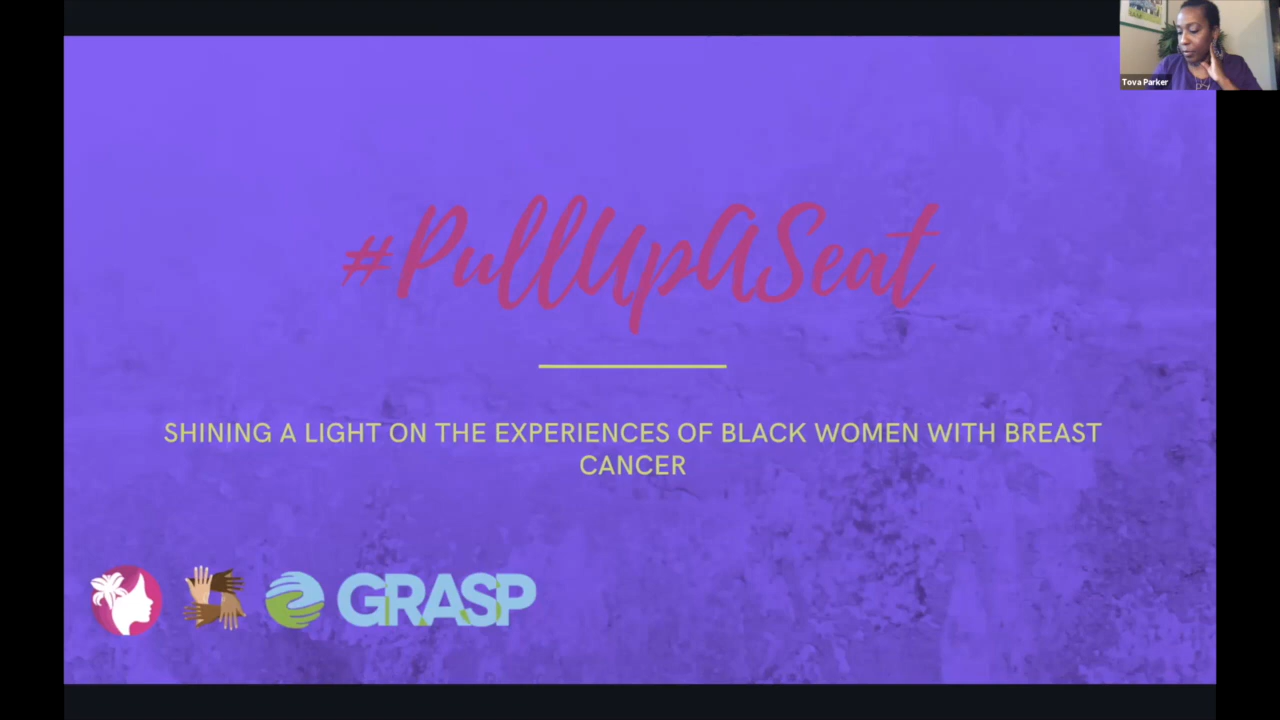 Tova Parker
#PullUpASeat
SHINING A LIGHT ON THE EXPERIENCES OF BLACK WOMEN WITH BREAST
CANCER
GRASP